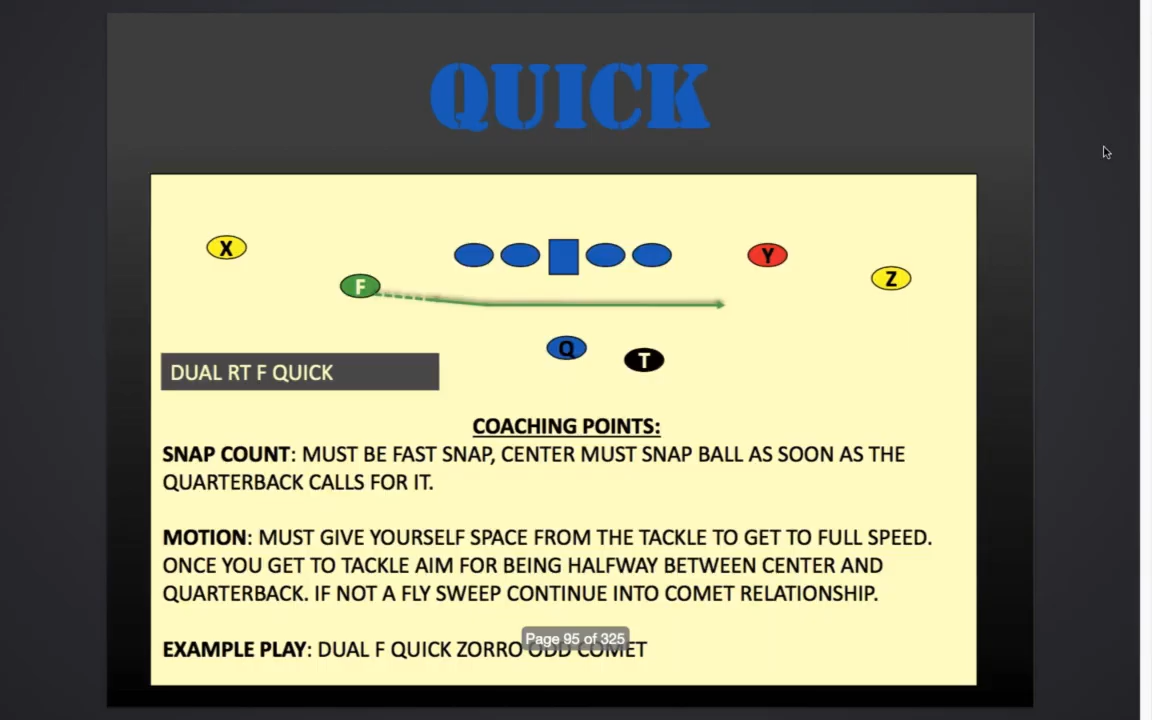 QUICK
X
Y
Z
F
Q
T
DUAL RT F QUICK
COACHING POINTS:
SNAP COUNT: MUST BE FAST SNAP, CENTER MUST SNAP BALL AS SOON AS THE
QUARTERBACK CALLS FOR IT.
MOTION: MUST GIVE YOURSELF SPACE FROM THE TACKLE TO GET TO FULL SPEED.
ONCE YOU GET TO TACKLE AIM FOR BEING HALFWAY BETWEEN CENTER AND
QUARTERBACK. IF NOT A FLY SWEEP CONTINUE INTO COMET RELATIONSHIP.
Page 95 of 325
EXAMPLE PLAY: DUAL F QUICK ZORRO ODD COMET